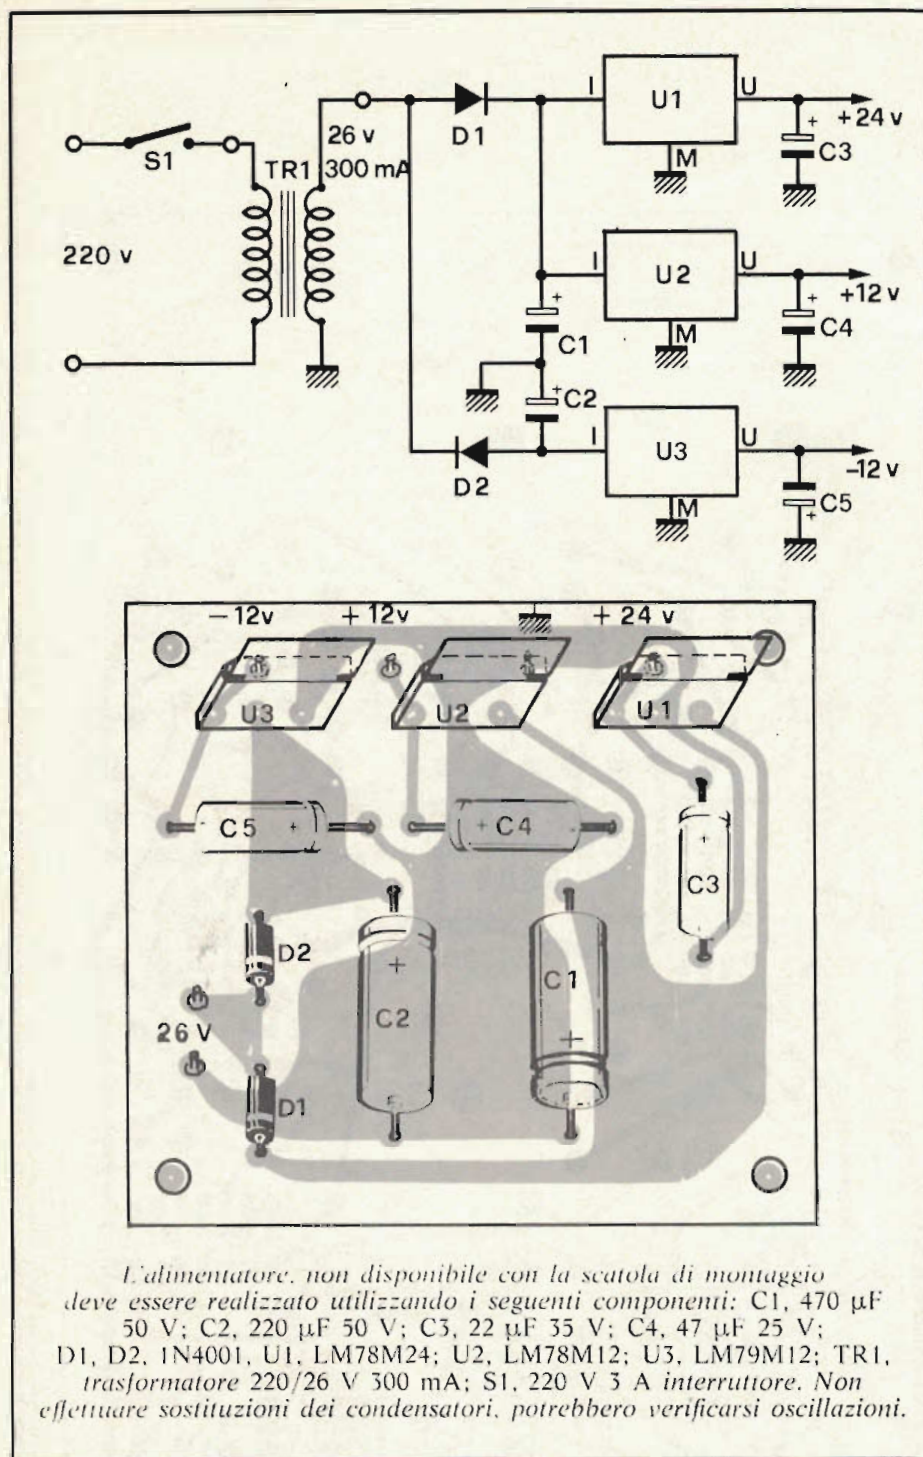 I U1 U
+24 v
D1
26 v
300 mA
S1
TR1
M
+
C3
220 v
I U2 U
+12 v
+
C1
M
+
C4
+
C2
I U3 U
-12 v
D2
M
C5
+
-12v +12v +24 v
U3 U2 U1
C5 +
+ C4
+
C3
D2
+
C2
C1
+
26 V
D1
L'alimentatore, non disponibile con la scatola di montaggio
deve essere realizzato utilizzando i seguenti componenti: C1, 470 µF
50 V; C2, 220 µF 50 V; C3, 22 µF 35 V; C4, 47 µF 25 V;
D1, D2, 1N4001, U1, LM78M24; U2, LM78M12; U3, LM79M12; TR1,
trasformatore 220/26 V 300 mA; S1, 220 V 3 A interruttore. Non
effettuare sostituzioni dei condensatori, potrebbero verificarsi oscillazioni.